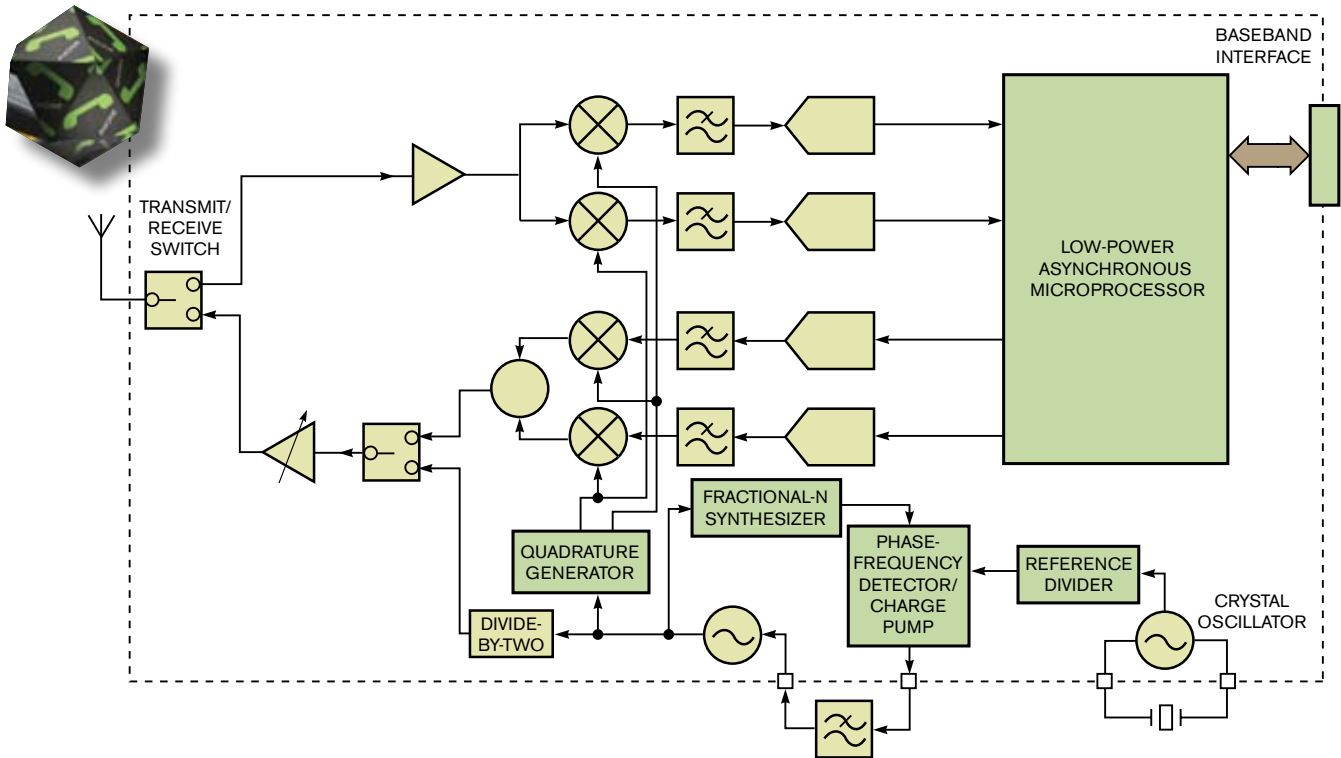 BASEBAND
INTERFACE
TRANSMIT/
RECEIVE
SWITCH
LOW-POWER
ASYNCHRONOUS
MICROPROCESSOR
FRACTIONAL-N
SYNTHESIZER
QUADRATURE
GENERATOR
PHASE-
FREQUENCY
DETECTOR/
CHARGE
PUMP
REFERENCE
DIVIDER
CRYSTAL
OSCILLATOR
DIVIDE-
BY-TWO